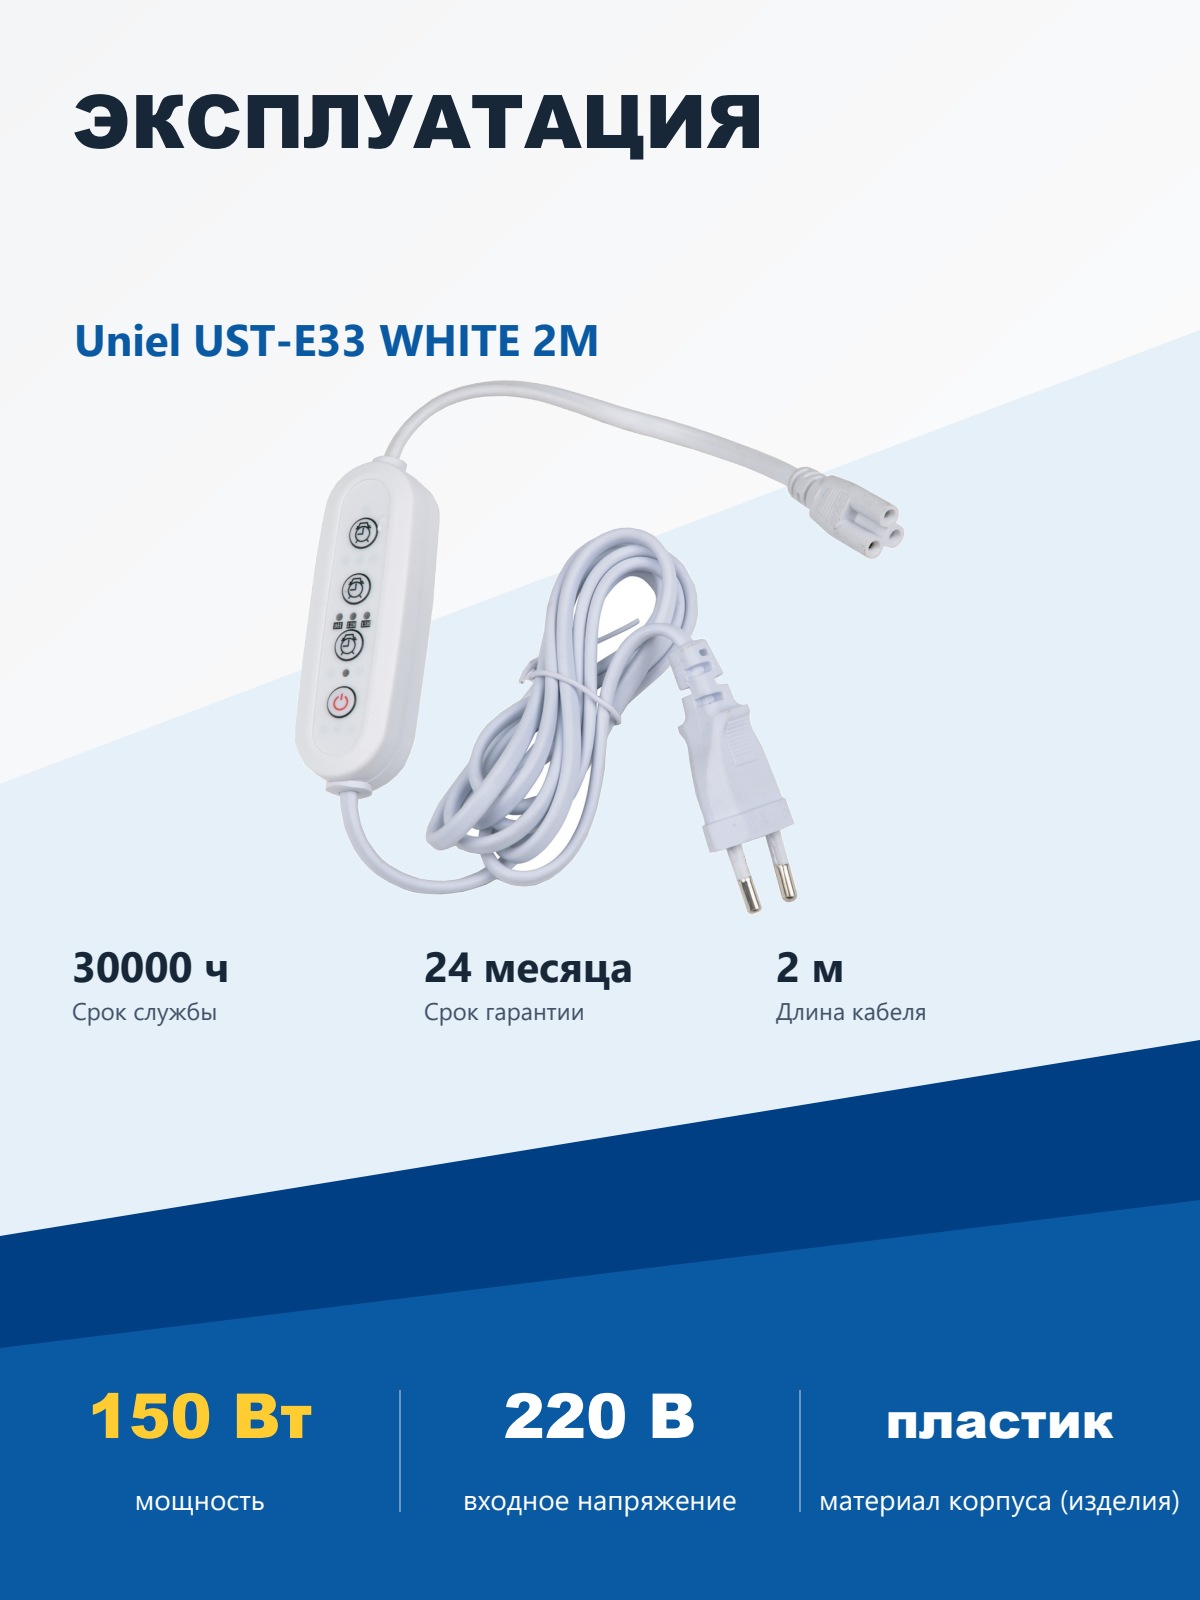 ЭКСПЛУАТАЦИЯ
Uniel UST-E33 WHITE 2M
30000 ч
Срок службы
24 месяца
Срок гарантии
2 м
Длина кабеля
150 Вт
мощность
220 В
входное напряжение
пластик
материал корпуса (изделия)